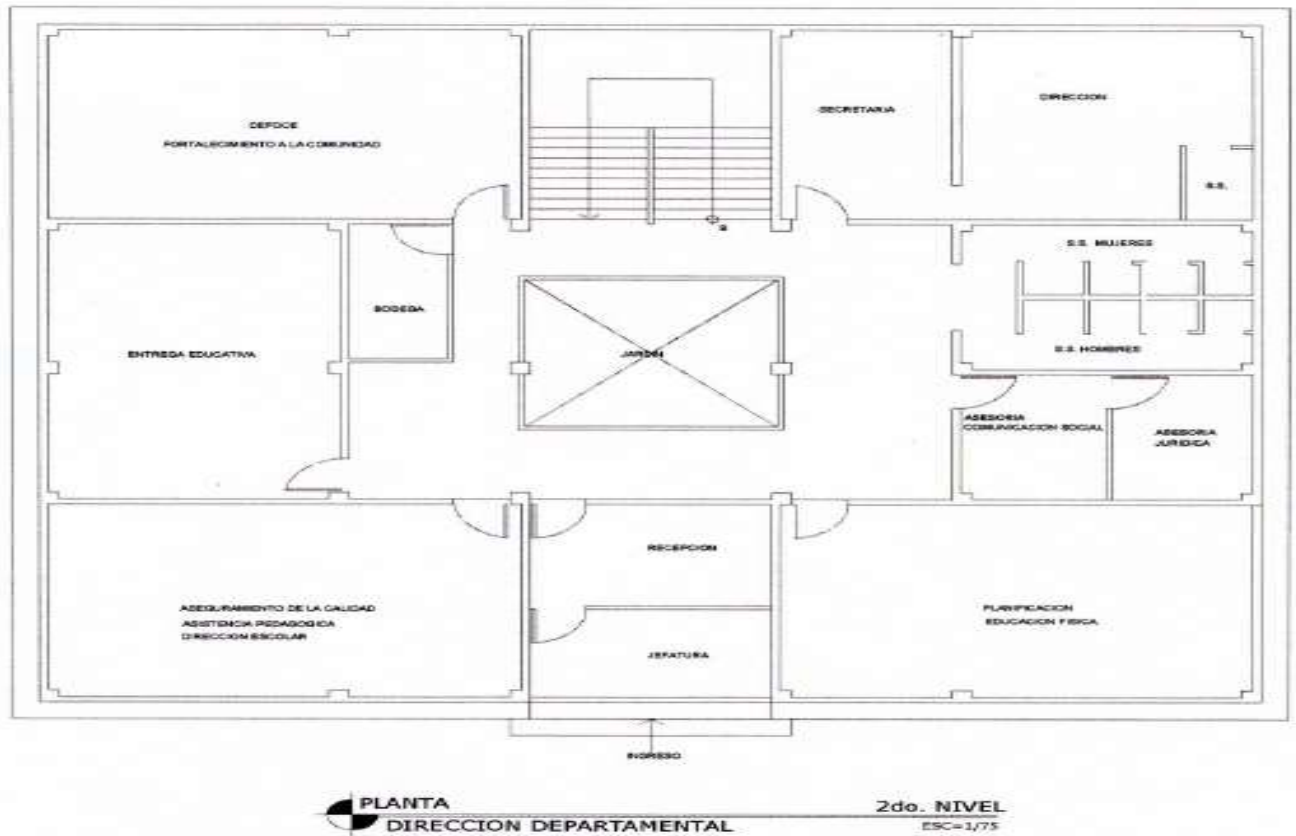 DEFOCE
FORTALECIMIENTO A LA COMUNIDAD
SECRETARIA
DIRECCION
S.S.
S.S. MUJERES
BODEGA
ENTREGA EDUCATIVA
JARDIN
S.S. HOMBRES
ASESORIA
COMUNICACION SOCIAL
ASESORIA
JURIDICA
RECEPCION
ASEGURAMIENTO DE LA CALIDAD
ASISTENCIA PEDAGOGICA
DIRECCION ESCOLAR
PLANIFICACION
EDUCACION FISICA
JEFATURA
INGRESO
PLANTA
2do. NIVEL
DIRECCION DEPARTAMENTAL
ESC=1/75